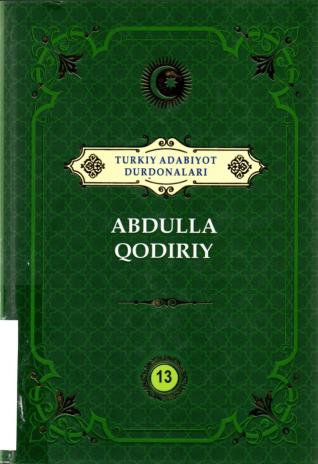 TURKIY ADABIYOT
DURDONALARI
ABDULLA
QODIRIY
13